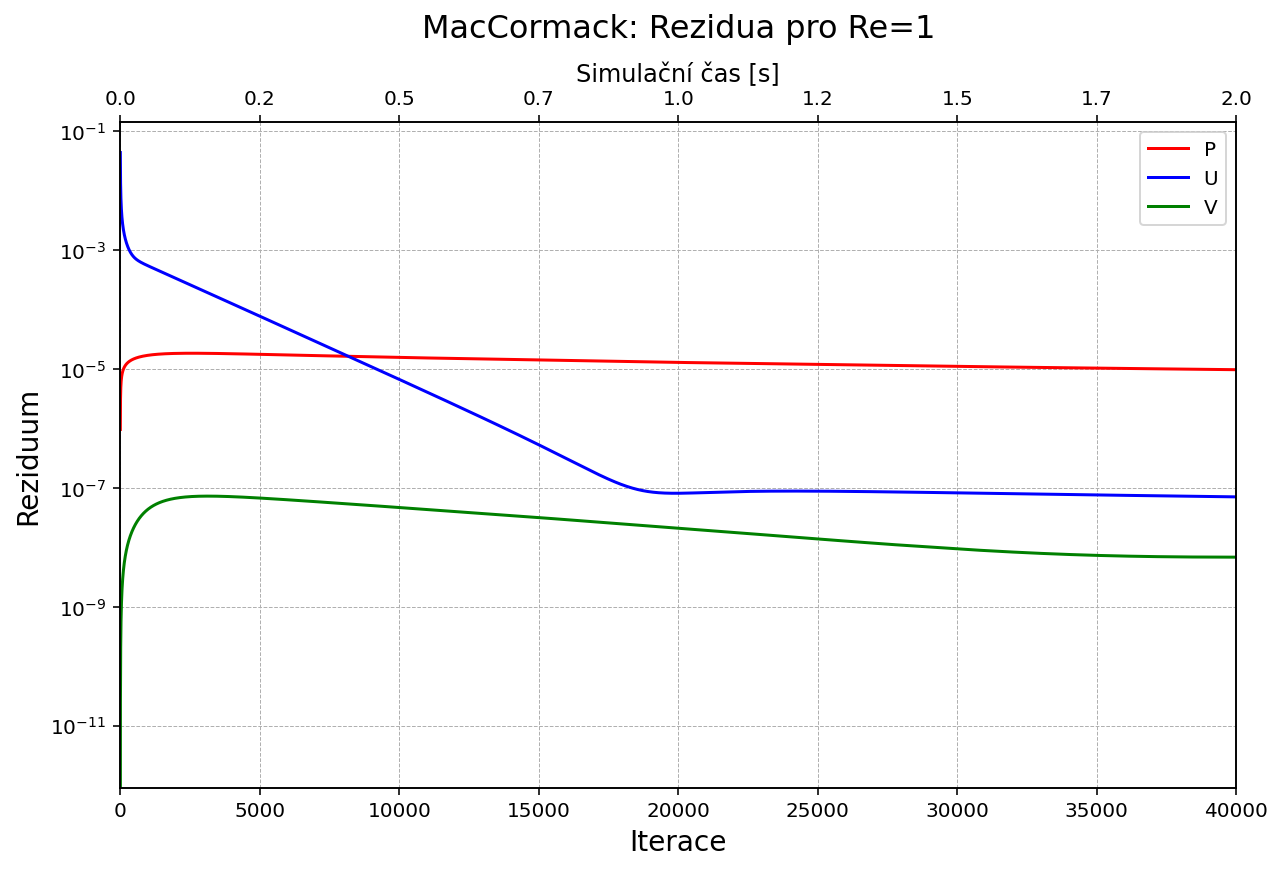 MacCormack: Rezidua pro Re=1
Simulační čas [s]
0.0 0.2 0.5 0.7 1.0 1.2 1.5 1.7 2.0
P
U
V
Reziduum
10⁻¹
10⁻³
10⁻⁵
10⁻⁷
10⁻⁹
10⁻¹¹
0 5000 10000 15000 20000 25000 30000 35000 40000
Iterace